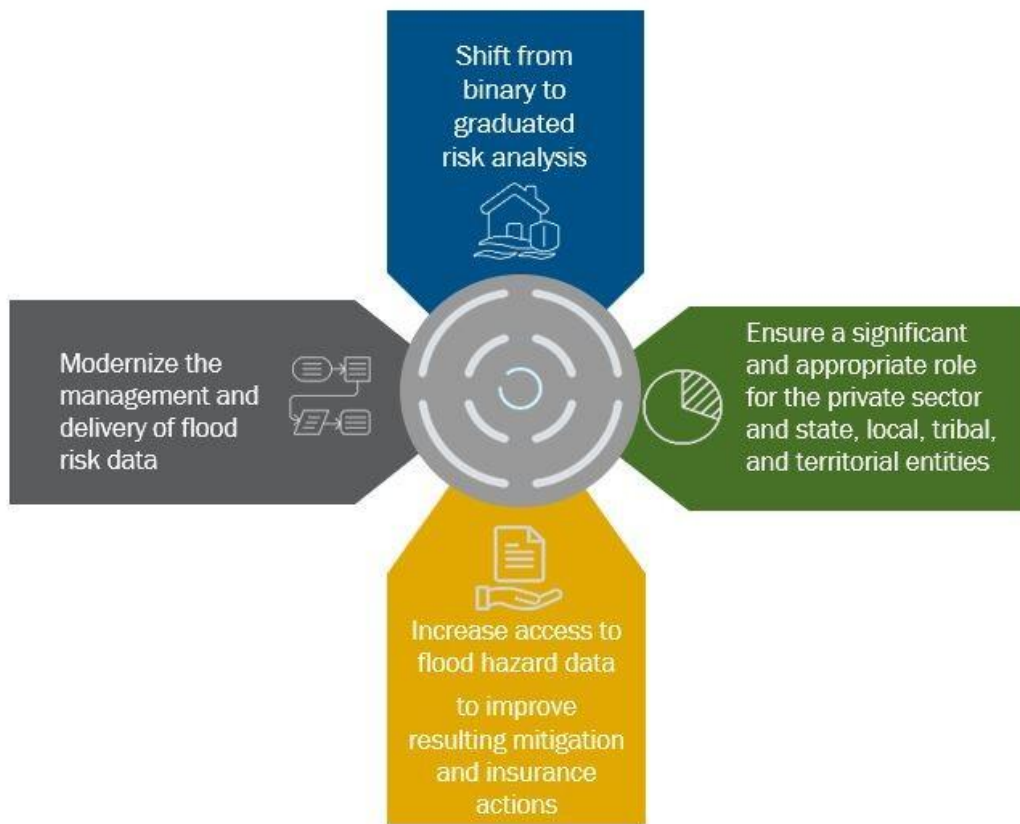 Shift from
binary to
graduated
risk analysis
Modernize the
management and
delivery of flood
risk data
Ensure a significant
and appropriate role
for the private sector
and state, local, tribal,
and territorial entities
Increase access to
flood hazard data
to improve
resulting mitigation
and insurance
actions